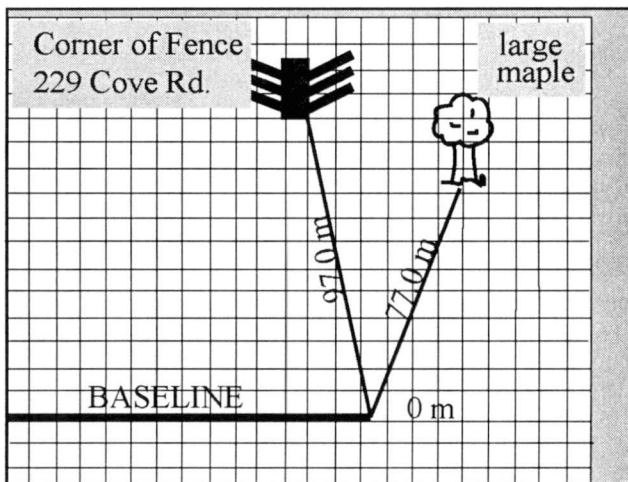 Corner of Fence
229 Cove Rd.
large
maple
97.0 m
77.0 m
BASELINE
0 m